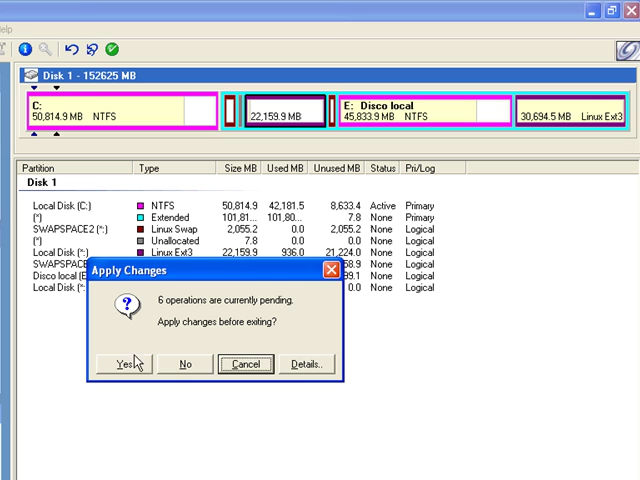 elp
Disk 1 - 152625 MB
C:
50,814.9 MB NTFS
22,159.9 MB
E: Disco local
45,833.9 MB NTFS
30,694.5 MB Linux Ext3
Partition Type Size MB Used MB Unused MB Status Pri/Log
Disk 1
Local Disk (C:) NTFS 50,814.9 42,181.5 8,633.4 Active Primary
(*) Extended 101,81... 101,80... 7.8 None Primary
SWAPSPACE2 (*:) Linux Swap 2,055.2 0.0 2,055.2 None Logical
(*) Unallocated 7.8 0.0 7.8 None Logical
Local Disk (*:) Linux Ext3 22,159.9 936.0 21,224.0 None Logical
SWAPSPACE 58.9 None Logical
Disco local (E 99.1 None Logical
Local Disk (*: 0.0 None Logical
Apply Changes
6 operations are currently pending.
Apply changes before exiting?
Yes No Cancel Details..